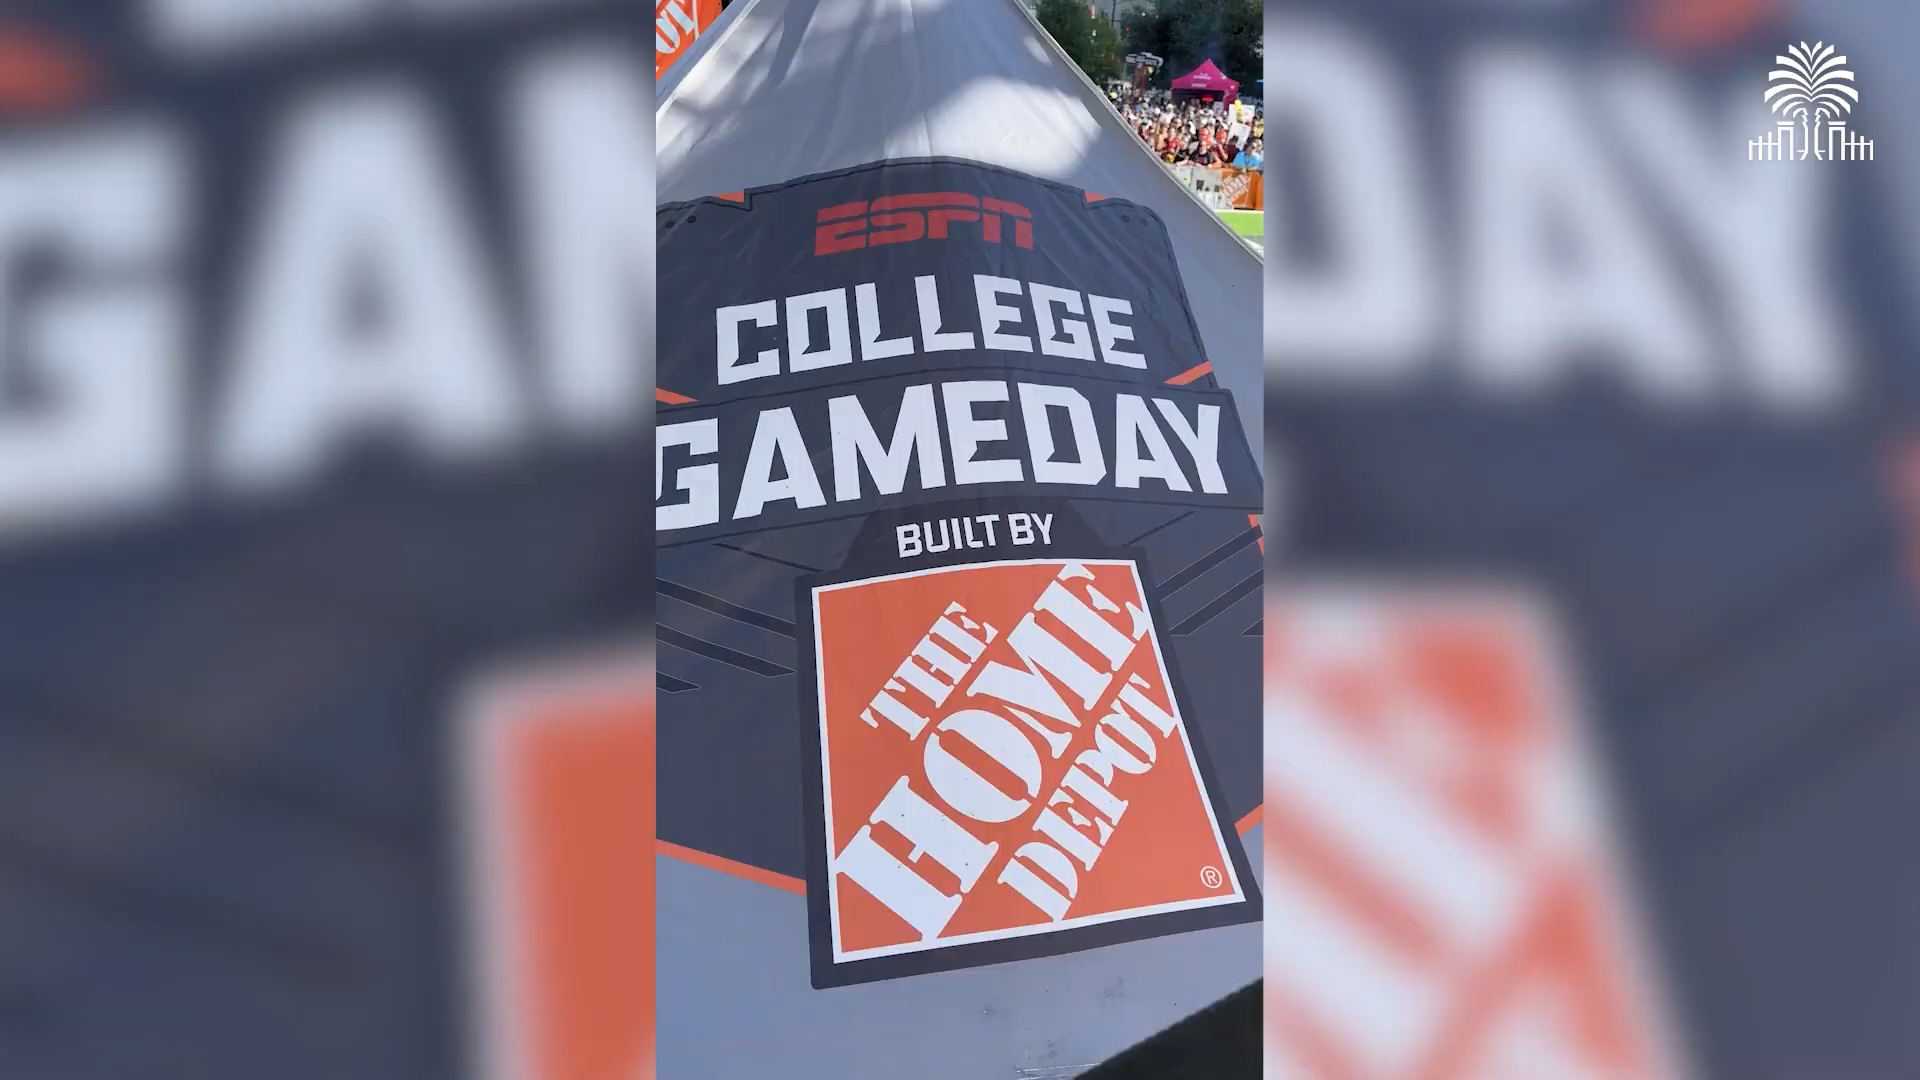 ESPN
COLLEGE
GAMEDAY
BUILT BY
THE
HOME
DEPOT
®